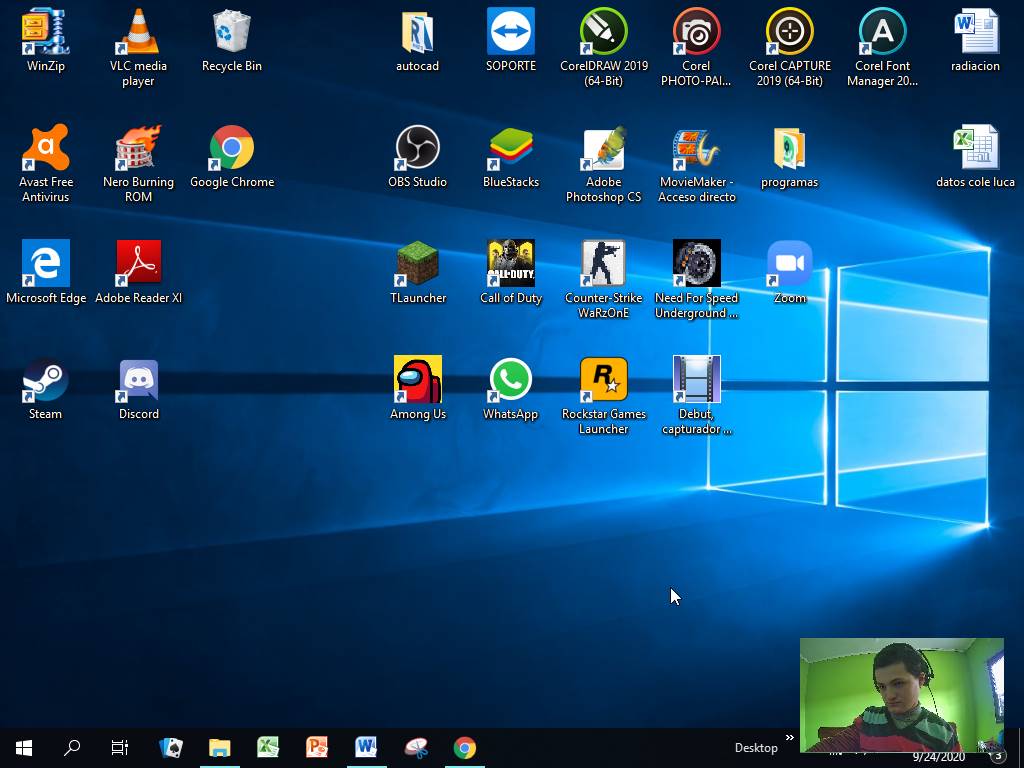 WinZip
VLC media
player
Recycle Bin
autocad
SOPORTE
CorelDRAW 2019
(64-Bit)
Corel
PHOTO-PAI...
Corel CAPTURE
2019 (64-Bit)
Corel Font
Manager 20...
radiacion
Avast Free
Antivirus
Nero Burning
ROM
Google Chrome
OBS Studio
BlueStacks
Adobe
Photoshop CS
MovieMaker -
Acceso directo
programas
datos cole luca
Microsoft Edge
Adobe Reader XI
TLauncher
CALL OF DUTY
Call of Duty
Counter-Strike
WaRzOnE
Need For Speed
Underground ...
Zoom
Steam
Discord
Among Us
WhatsApp
Rockstar Games
Launcher
Debut,
capturador ...
Desktop
9/24/2020
3